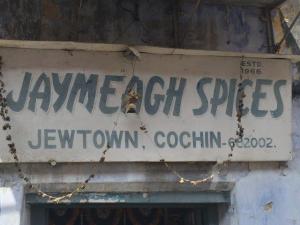 ESTD.
1966
JAYMEAGH SPICES
JEWTOWN, COCHIN-682002.